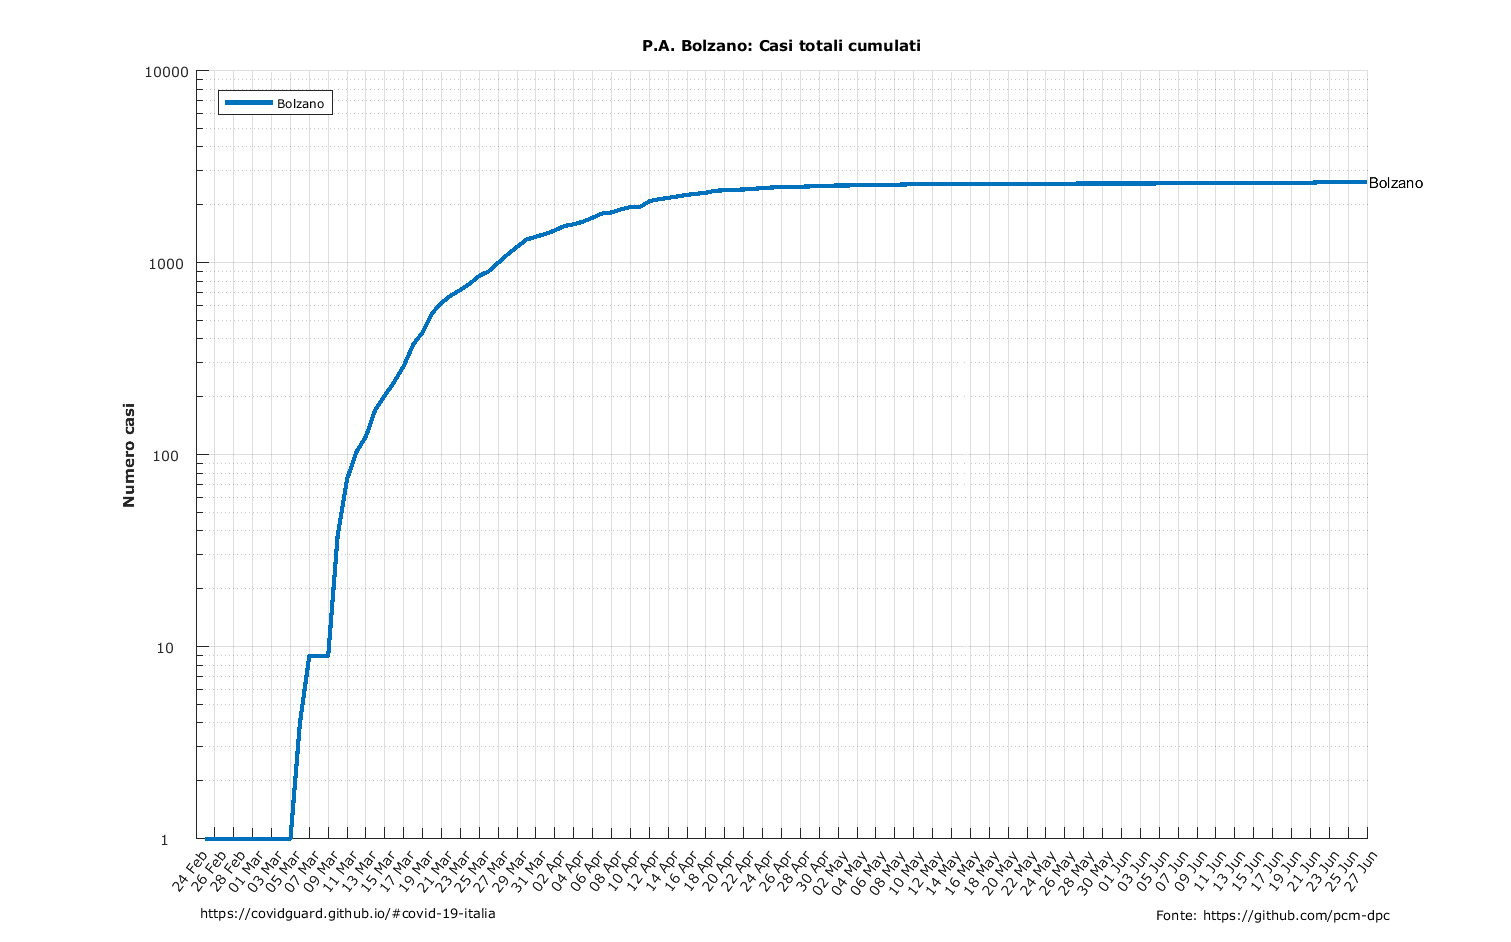 P.A. Bolzano: Casi totali cumulati
10000
1000
100
10
1
Numero casi
Bolzano
Bolzano
24 Feb
26 Feb
28 Feb
01 Mar
03 Mar
05 Mar
07 Mar
09 Mar
11 Mar
13 Mar
15 Mar
17 Mar
19 Mar
21 Mar
23 Mar
25 Mar
27 Mar
29 Mar
31 Mar
02 Apr
04 Apr
06 Apr
08 Apr
10 Apr
12 Apr
14 Apr
16 Apr
18 Apr
20 Apr
22 Apr
24 Apr
26 Apr
28 Apr
30 Apr
02 May
04 May
06 May
08 May
10 May
12 May
14 May
16 May
18 May
20 May
22 May
24 May
26 May
28 May
30 May
01 Jun
03 Jun
05 Jun
07 Jun
09 Jun
11 Jun
13 Jun
15 Jun
17 Jun
19 Jun
21 Jun
23 Jun
25 Jun
27 Jun
https://covidguard.github.io/#covid-19-italia
Fonte: https://github.com/pcm-dpc